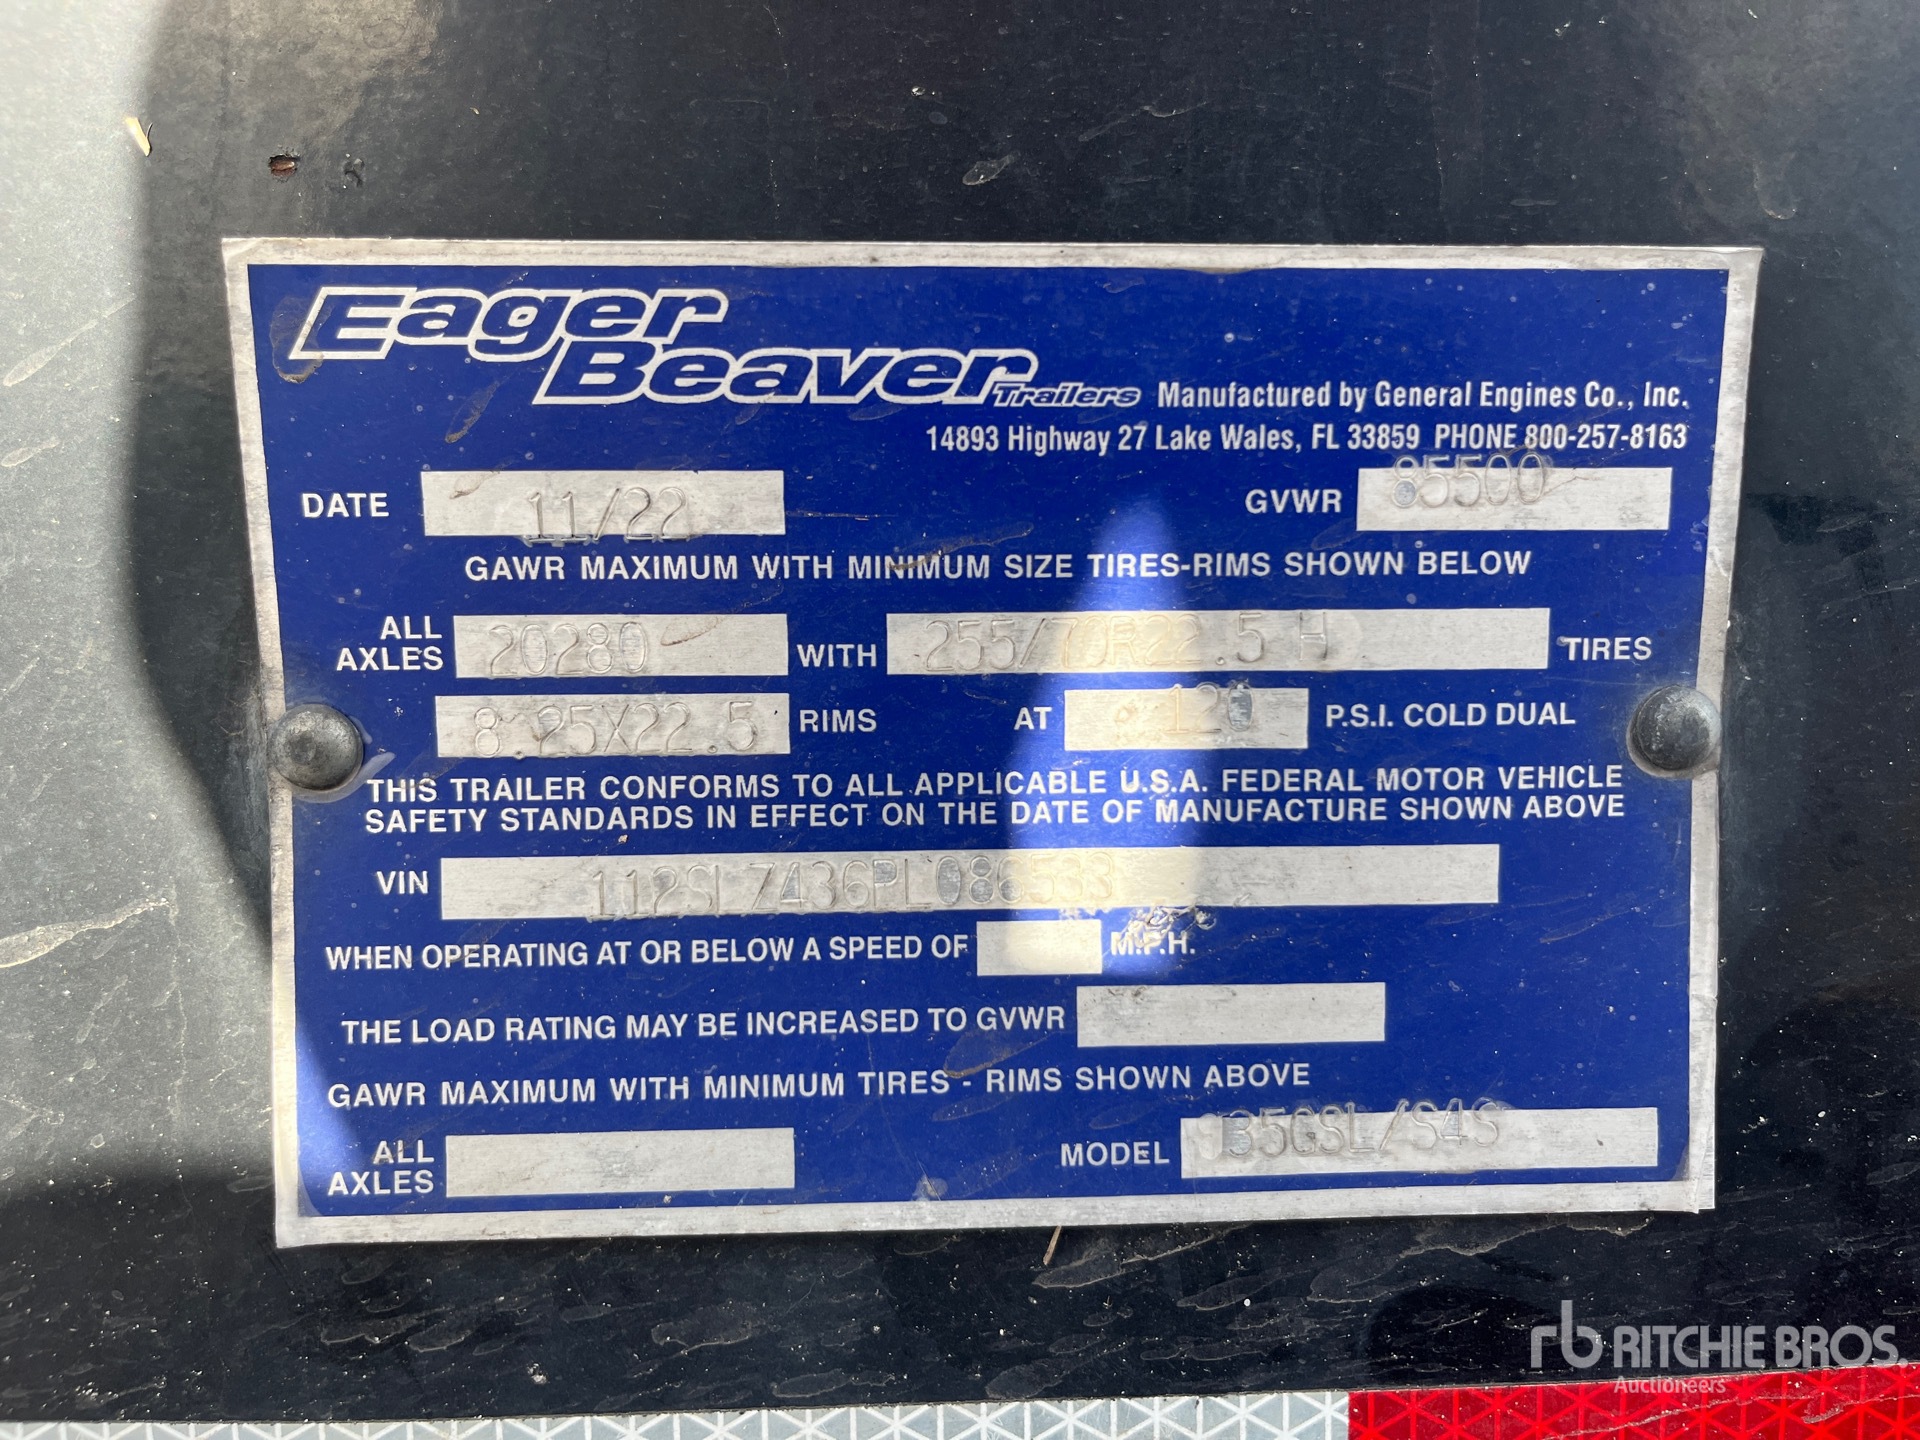 Eager
Beaver Trailers Manufactured by General Engines Co., Inc.
14893 Highway 27 Lake Wales, FL 33859 PHONE 800-257-8163
DATE 11/22 GVWR 85500
GAWR MAXIMUM WITH MINIMUM SIZE TIRES-RIMS SHOWN BELOW
ALL AXLES 20280 WITH 255/70R22.5 H TIRES
8.25X22.5 RIMS AT 120 P.S.I. COLD DUAL
THIS TRAILER CONFORMS TO ALL APPLICABLE U.S.A. FEDERAL MOTOR VEHICLE
SAFETY STANDARDS IN EFFECT ON THE DATE OF MANUFACTURE SHOWN ABOVE
VIN 112SLZ436PL086533
WHEN OPERATING AT OR BELOW A SPEED OF M.P.H.
THE LOAD RATING MAY BE INCREASED TO GVWR
GAWR MAXIMUM WITH MINIMUM TIRES - RIMS SHOWN ABOVE
ALL AXLES MODEL
rb RITCHIE BROS.
Auctioneers